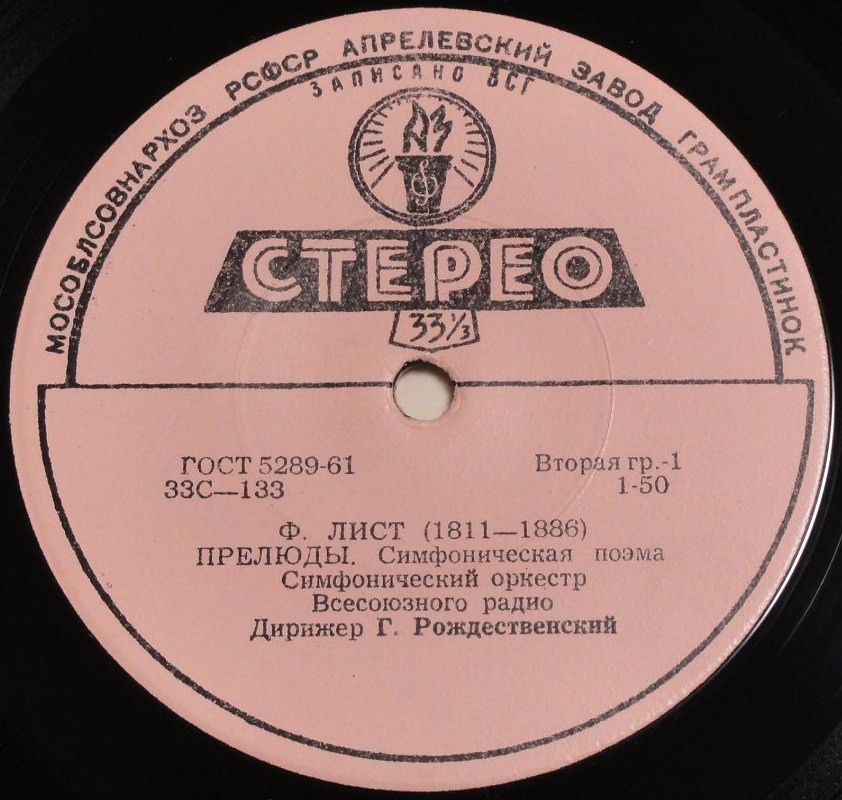 МОСОБЛСОВНАРХОЗ РСФСР АПРЕЛЕВСКИЙ ЗАВОД ГРАМПЛАСТИНОК
ЗАПИСАНО ВСГ
СТЕРЕО
33⅓
ГОСТ 5289-61 Вторая гр.-1
33С—133 1-50
Ф. ЛИСТ (1811—1886)
ПРЕЛЮДЫ. Симфоническая поэма
Симфонический оркестр
Всесоюзного радио
Дирижер Г. Рождественский